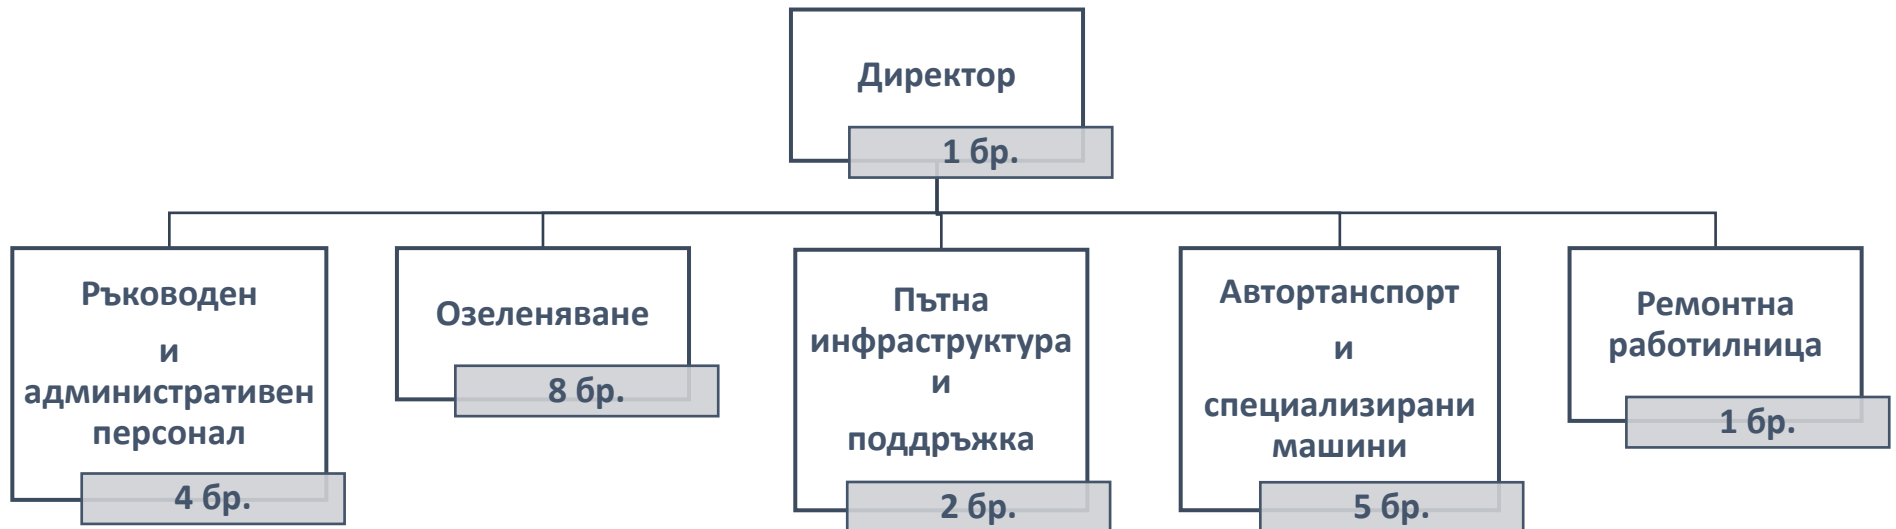 Директор
1 бр.
Ръководен
и
административен
персонал
4 бр.
Озеленяване
8 бр.
Пътна
инфраструктура
и
поддръжка
2 бр.
Автортанспорт
и
специализирани
машини
5 бр.
Ремонтна
работилница
1 бр.